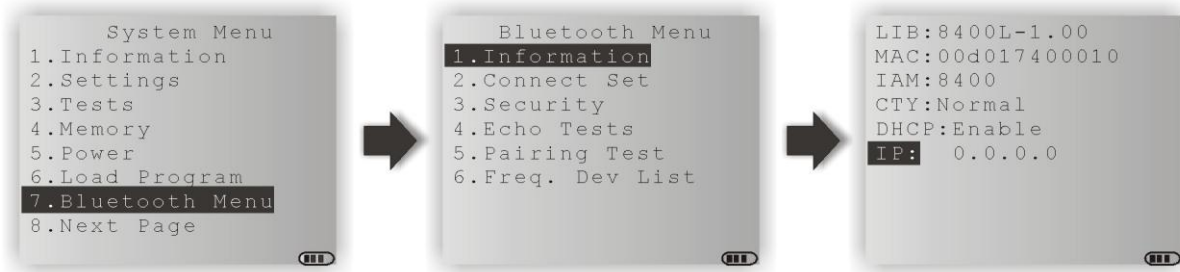 System Menu
1.Information
2.Settings
3.Tests
4.Memory
5.Power
6.Load Program
7.Bluetooth Menu
8.Next Page
Bluetooth Menu
1.Information
2.Connect Set
3.Security
4.Echo Tests
5.Pairing Test
6.Freq. Dev List
LIB:8400L-1.00
MAC:00d017400010
IAM:8400
CTY:Normal
DHCP:Enable
IP: 0.0.0.0